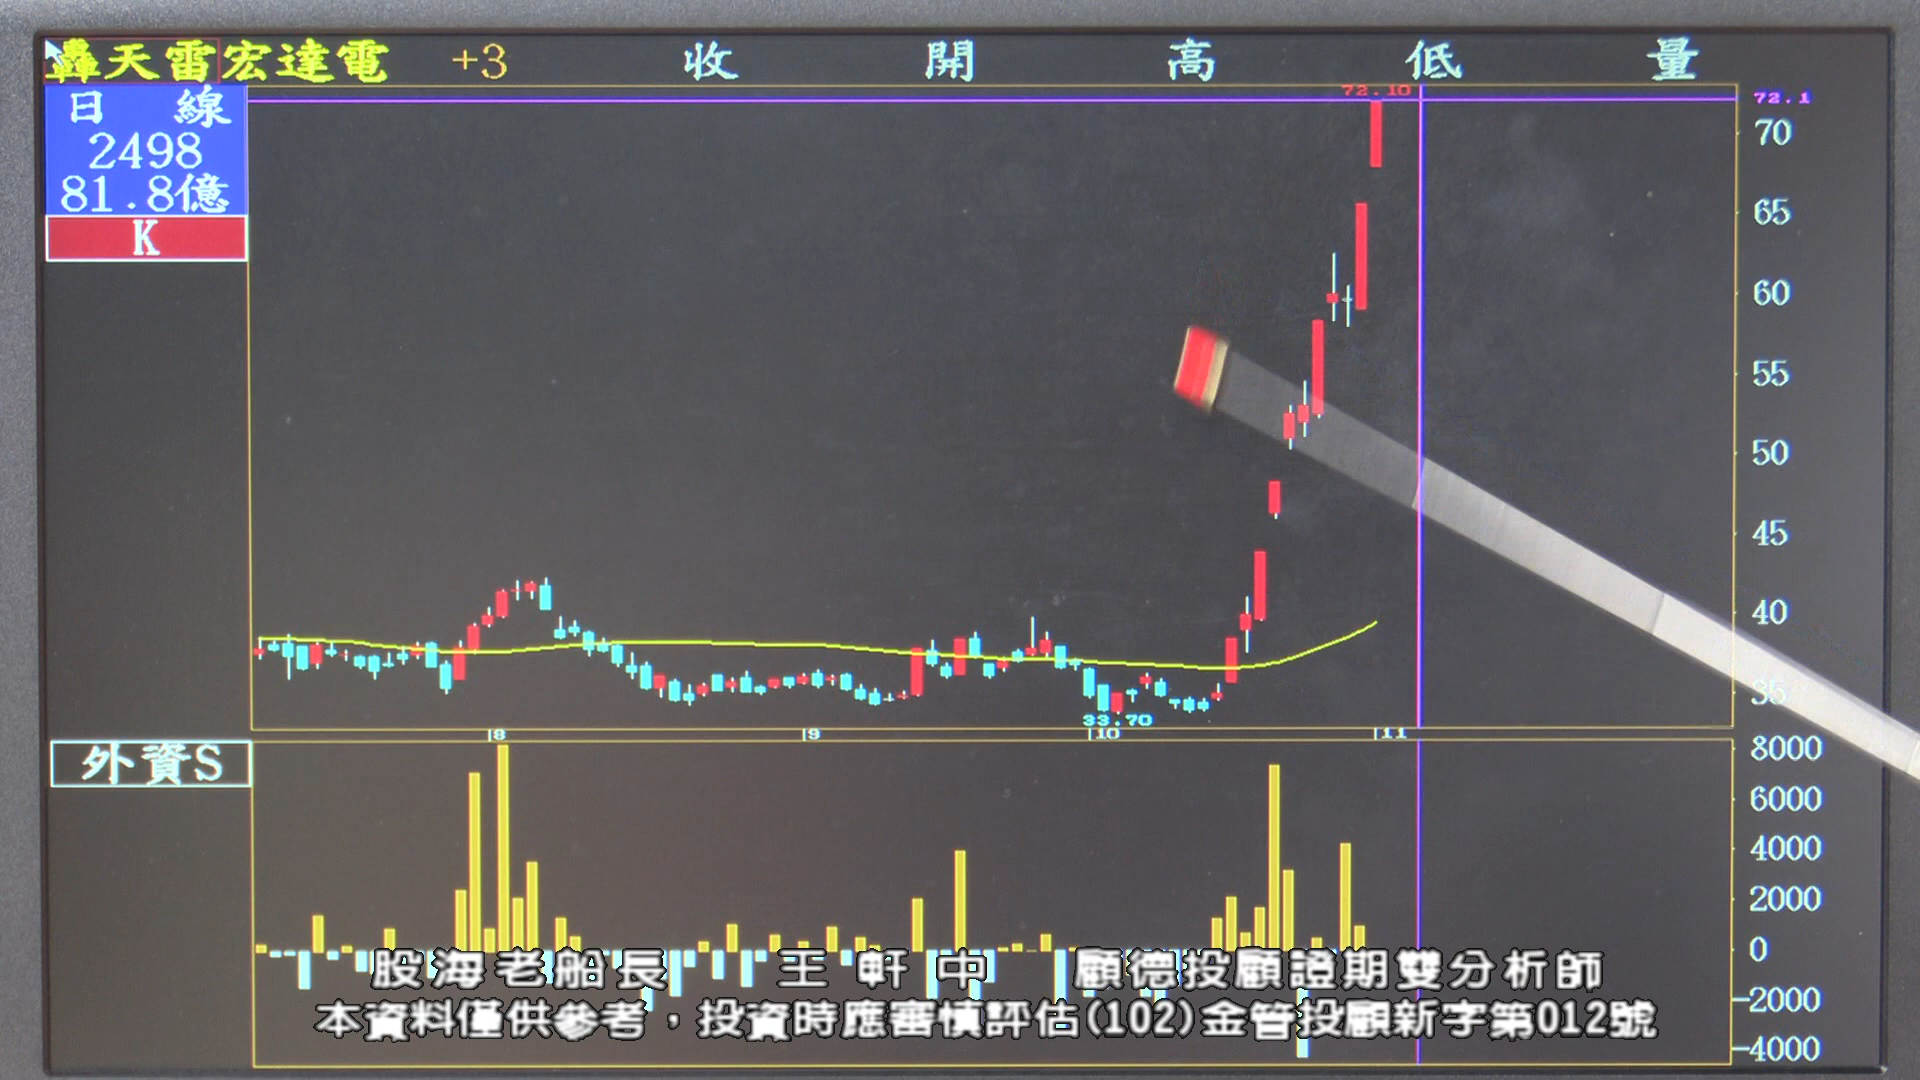 轟天雷宏達電 +3 收 開 高 低 量
日 線
2498
81.8億
K
72.10
72.1
70
65
60
55
50
45
40
35
33.70
8 9 10 11
外資S
8000
6000
4000
2000
0
-2000
-4000
股海老船長 王軒中 顧德投顧證期雙分析師
本資料僅供參考，投資時應審慎評估(102)金管投顧新字第012號